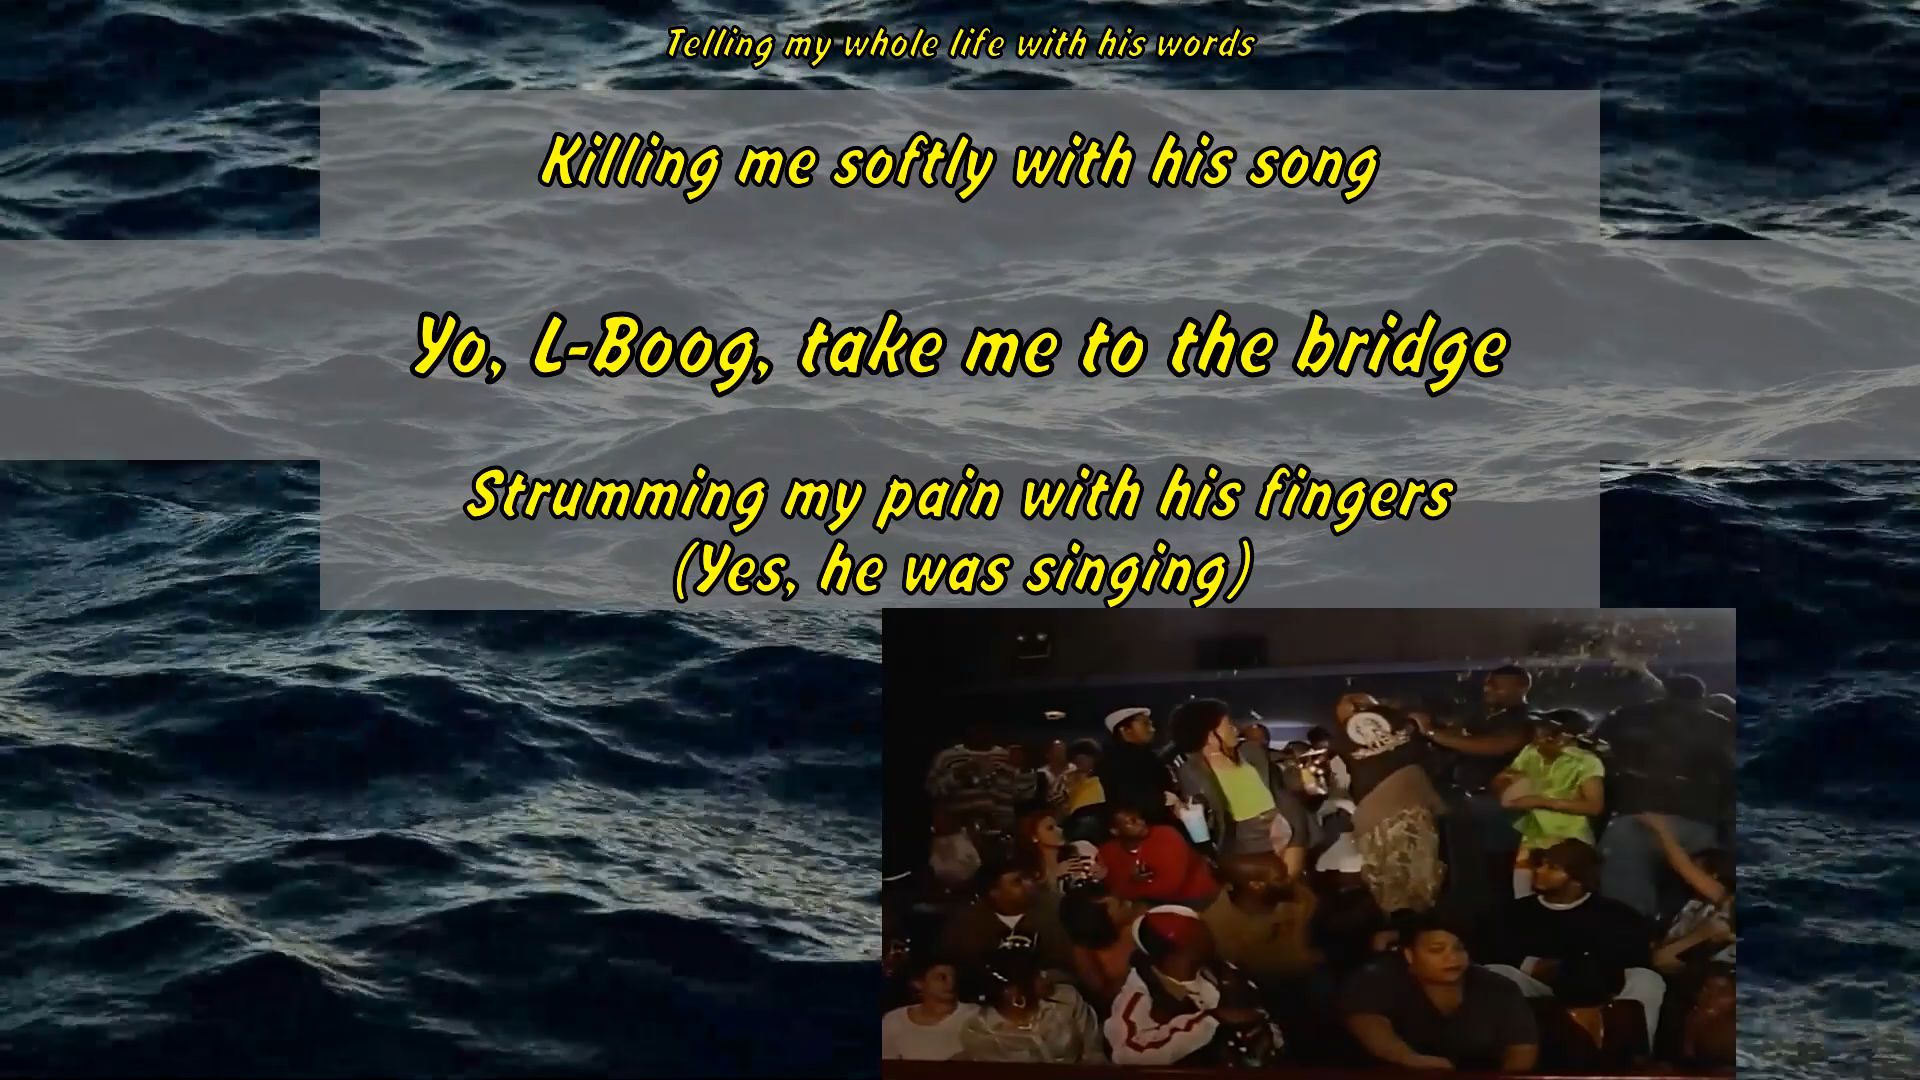 Telling my whole life with his words
Killing me softly with his song
Yo, L-Boog, take me to the bridge
Strumming my pain with his fingers
(Yes, he was singing)